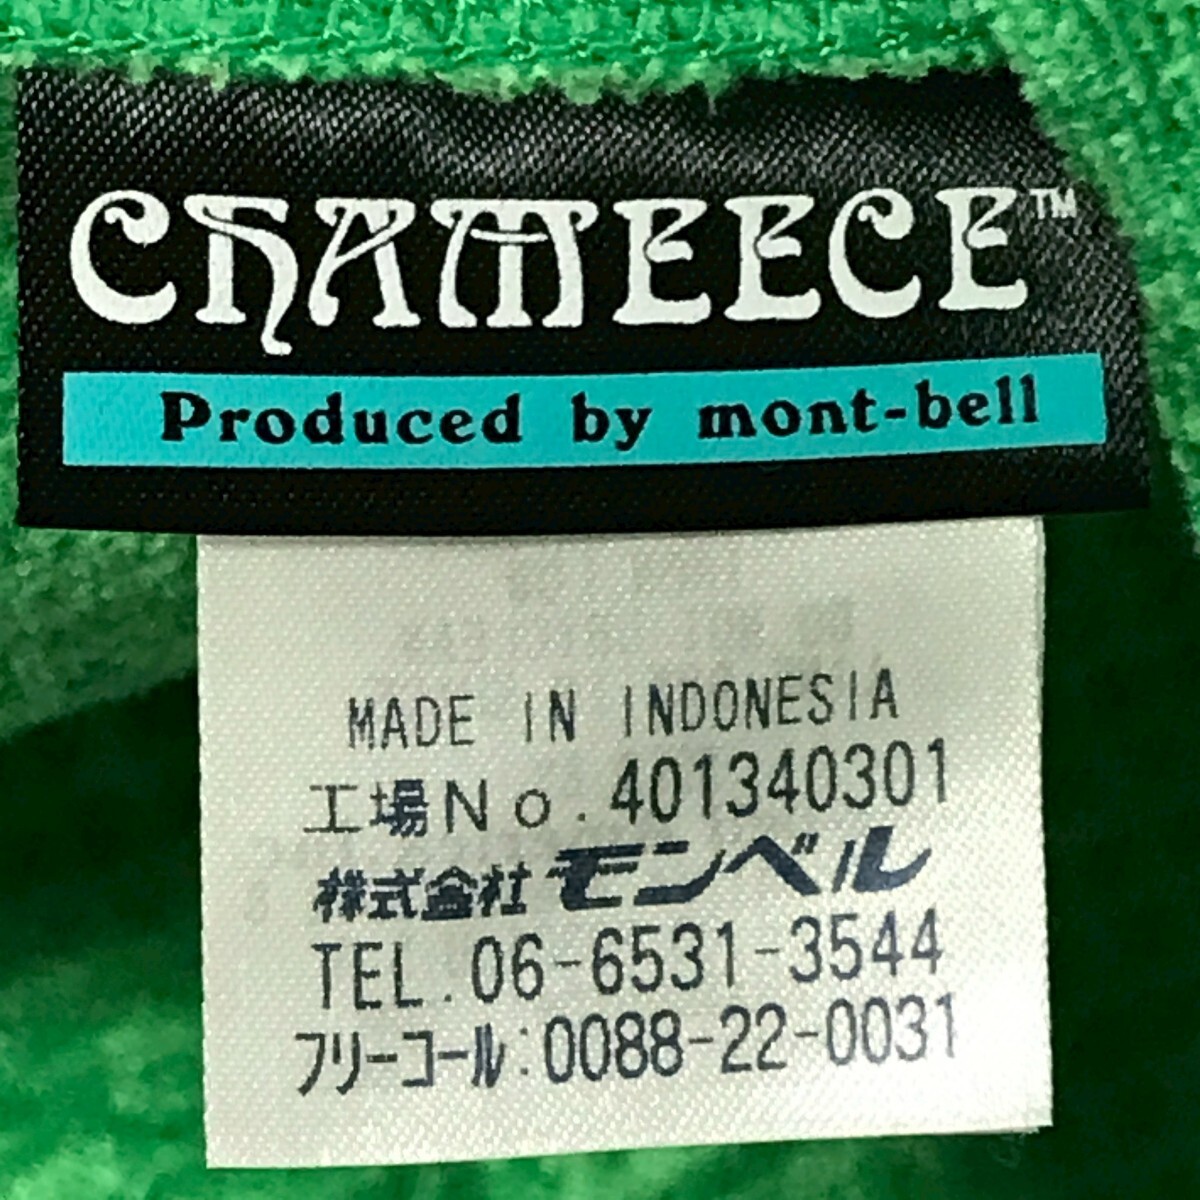 CHAMEECE™
Produced by mont-bell
MADE IN INDONESIA
工場No.401340301
株式会社モンベル
TEL.06-6531-3544
フリーコール:0088-22-0031